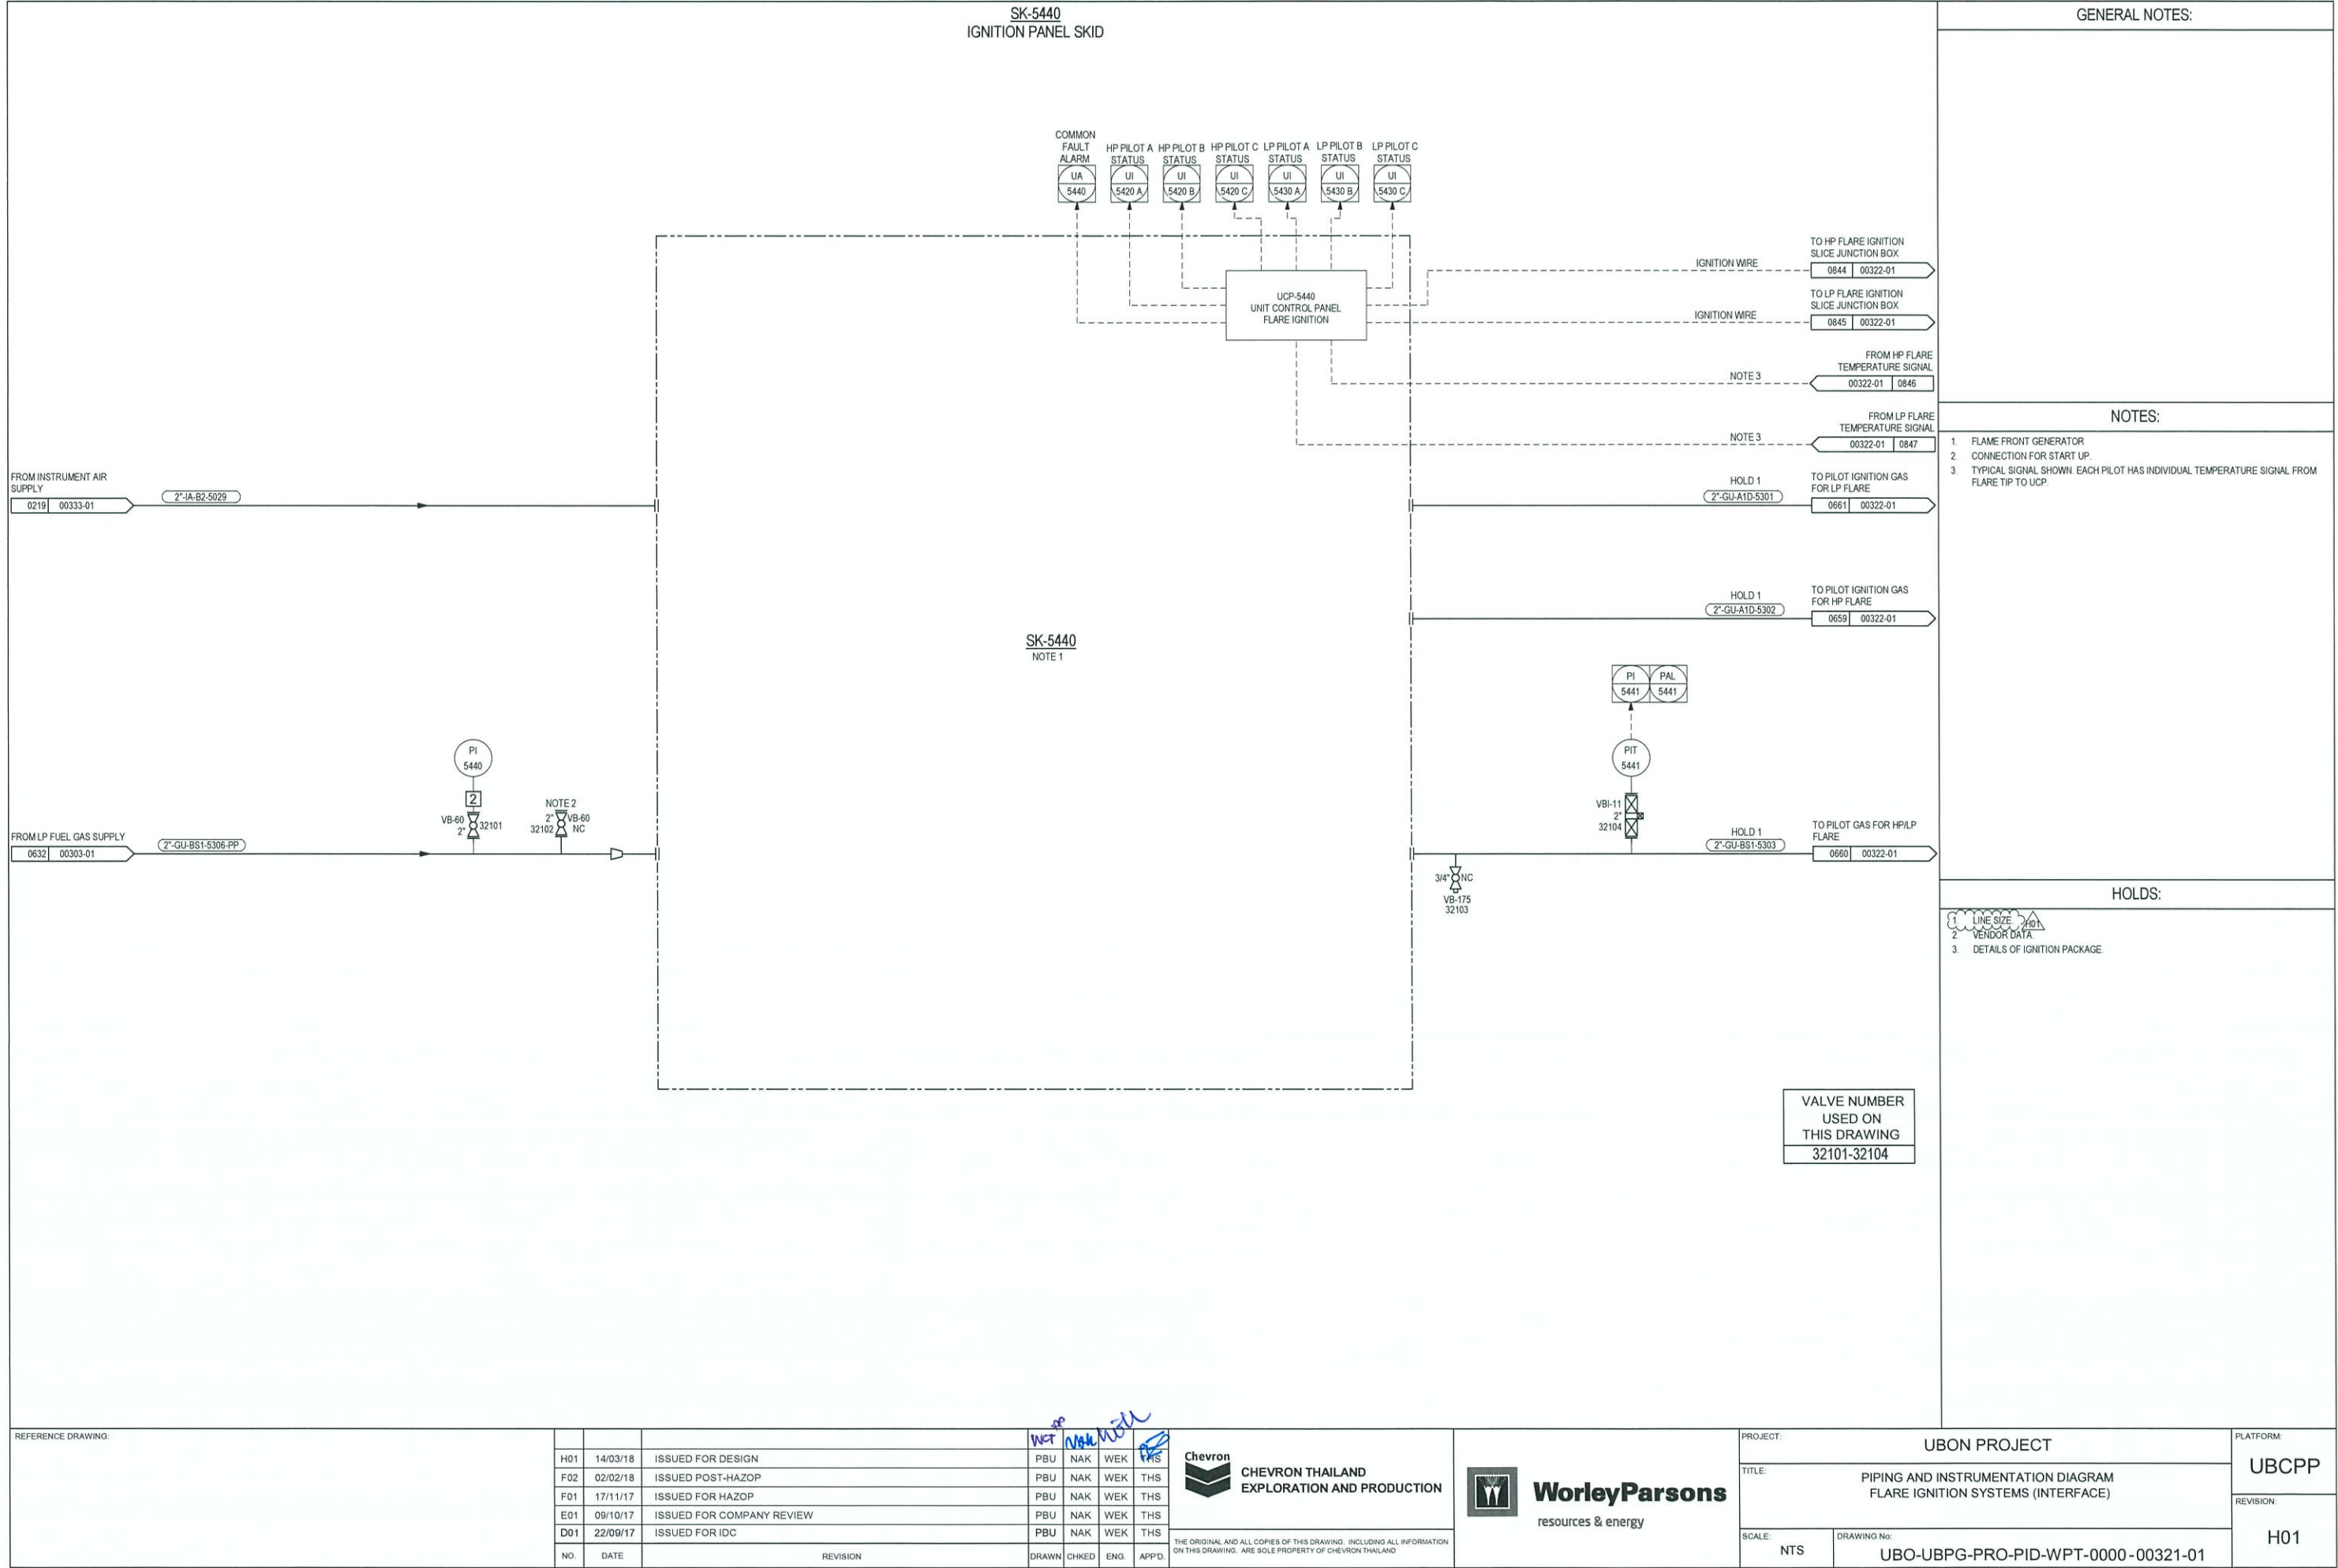 SK-5440
IGNITION PANEL SKID
COMMON
FAULT
ALARM
HP PILOT A
STATUS
HP PILOT B
STATUS
HP PILOT C
STATUS
LP PILOT A
STATUS
LP PILOT B
STATUS
LP PILOT C
STATUS
UA
5440
UI
5420 A
UI
5420 B
UI
5420 C
UI
5430 A
UI
5430 B
UI
5430 C
UCP-5440
UNIT CONTROL PANEL
FLARE IGNITION
IGNITION WIRE
TO HP FLARE IGNITION
SLICE JUNCTION BOX
0844 00322-01
IGNITION WIRE
TO LP FLARE IGNITION
SLICE JUNCTION BOX
0845 00322-01
NOTE 3
FROM HP FLARE
TEMPERATURE SIGNAL
00322-01 0846
NOTE 3
FROM LP FLARE
TEMPERATURE SIGNAL
00322-01 0847
FROM INSTRUMENT AIR
SUPPLY
0219 00333-01
2"-IA-B2-5029
HOLD 1
2"-GU-A1D-5301
TO PILOT IGNITION GAS
FOR LP FLARE
0661 00322-01
HOLD 1
2"-GU-A1D-5302
TO PILOT IGNITION GAS
FOR HP FLARE
0659 00322-01
SK-5440
NOTE 1
PI
5441
PAL
5441
PIT
5441
VBI-11
2"
32104
PI
5440
2
VB-60
2"
32101
NOTE 2
2"
VB-60
32102
NC
FROM LP FUEL GAS SUPPLY
0632 00303-01
2"-GU-BS1-5306-PP
3/4"
NC
VB-175
32103
HOLD 1
2"-GU-BS1-5303
TO PILOT GAS FOR HP/LP
FLARE
0660 00322-01
VALVE NUMBER
USED ON
THIS DRAWING
32101-32104
GENERAL NOTES:
NOTES:
1. FLAME FRONT GENERATOR
2. CONNECTION FOR START UP.
3. TYPICAL SIGNAL SHOWN. EACH PILOT HAS INDIVIDUAL TEMPERATURE SIGNAL FROM
FLARE TIP TO UCP.
HOLDS:
1. LINE SIZE. H01
2. VENDOR DATA.
3. DETAILS OF IGNITION PACKAGE.
REFERENCE DRAWING:
WCT NAK
H01 14/03/18 ISSUED FOR DESIGN PBU NAK WEK THS
F02 02/02/18 ISSUED POST-HAZOP PBU NAK WEK THS
F01 17/11/17 ISSUED FOR HAZOP PBU NAK WEK THS
E01 09/10/17 ISSUED FOR COMPANY REVIEW PBU NAK WEK THS
D01 22/09/17 ISSUED FOR IDC PBU NAK WEK THS
NO. DATE REVISION DRAWN CHKED ENG. APP'D.
Chevron
CHEVRON THAILAND
EXPLORATION AND PRODUCTION
THE ORIGINAL AND ALL COPIES OF THIS DRAWING, INCLUDING ALL INFORMATION
ON THIS DRAWING, ARE SOLE PROPERTY OF CHEVRON THAILAND
WorleyParsons
resources & energy
PROJECT:
UBON PROJECT
TITLE:
PIPING AND INSTRUMENTATION DIAGRAM
FLARE IGNITION SYSTEMS (INTERFACE)
SCALE:
NTS
DRAWING No:
UBO-UBPG-PRO-PID-WPT-0000-00321-01
PLATFORM:
UBCPP
REVISION:
H01